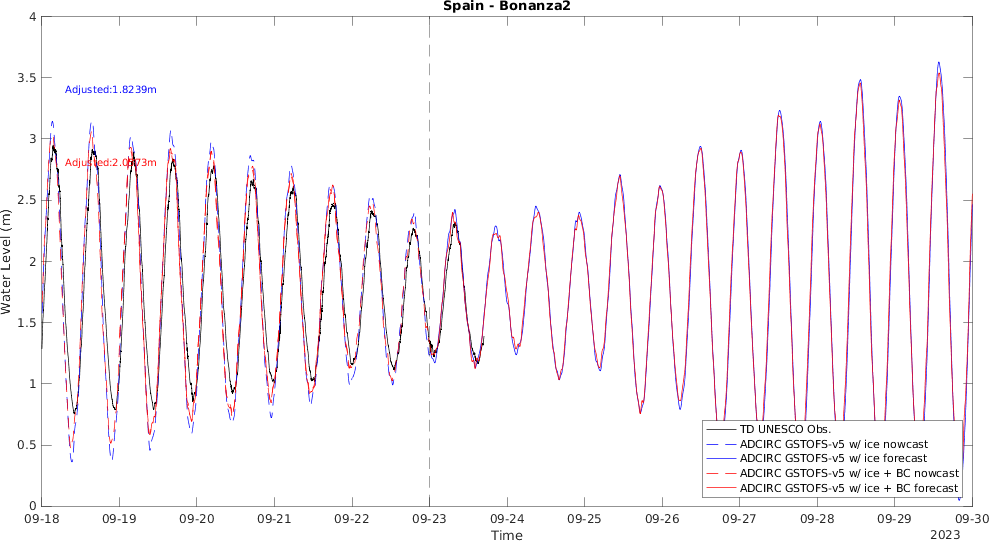 Spain - Bonanza2
4
3.5
3
2.5
2
1.5
1
0.5
0
Water Level (m)
Adjusted:1.8239m
TD UNESCO Obs.
ADCIRC GSTOFS-v5 w/ ice nowcast
ADCIRC GSTOFS-v5 w/ ice forecast
ADCIRC GSTOFS-v5 w/ ice + BC nowcast
ADCIRC GSTOFS-v5 w/ ice + BC forecast
09-18 09-19 09-20 09-21 09-22 09-23 09-24 09-25 09-26 09-27 09-28 09-29 09-30
Time
2023